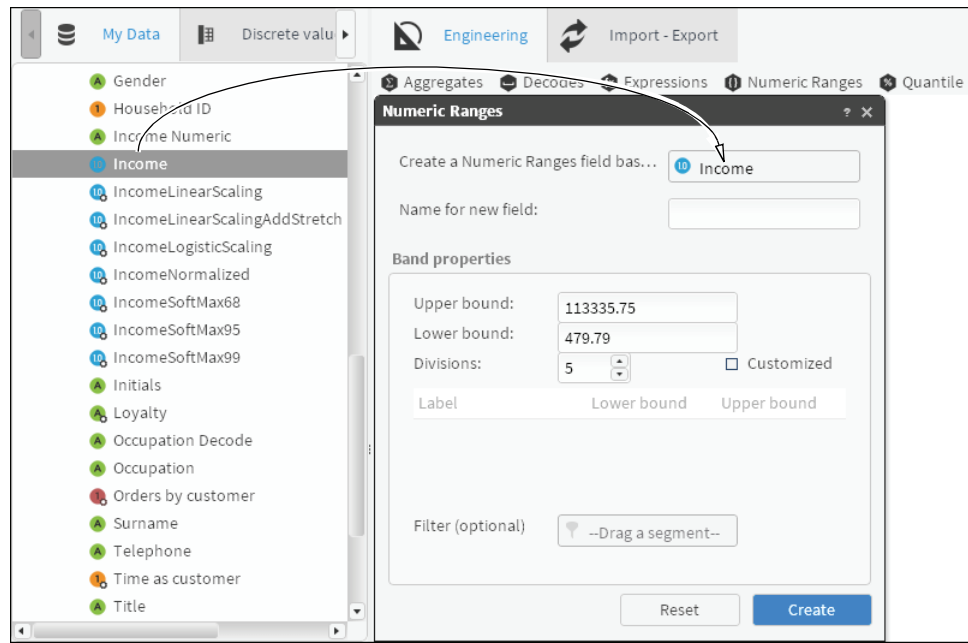 My Data
Discrete valu
Engineering
Import - Export
Gender
Household ID
Income Numeric
Income
IncomeLinearScaling
IncomeLinearScalingAddStretch
IncomeLogisticScaling
IncomeNormalized
IncomeSoftMax68
IncomeSoftMax95
IncomeSoftMax99
Initials
Loyalty
Occupation Decode
Occupation
Orders by customer
Surname
Telephone
Time as customer
Title
Aggregates Decodes Expressions Numeric Ranges Quantile
Numeric Ranges
Create a Numeric Ranges field bas... Income
Name for new field:
Band properties
Upper bound: 113335.75
Lower bound: 479.79
Divisions: 5 Customized
Label Lower bound Upper bound
Filter (optional) --Drag a segment--
Reset Create